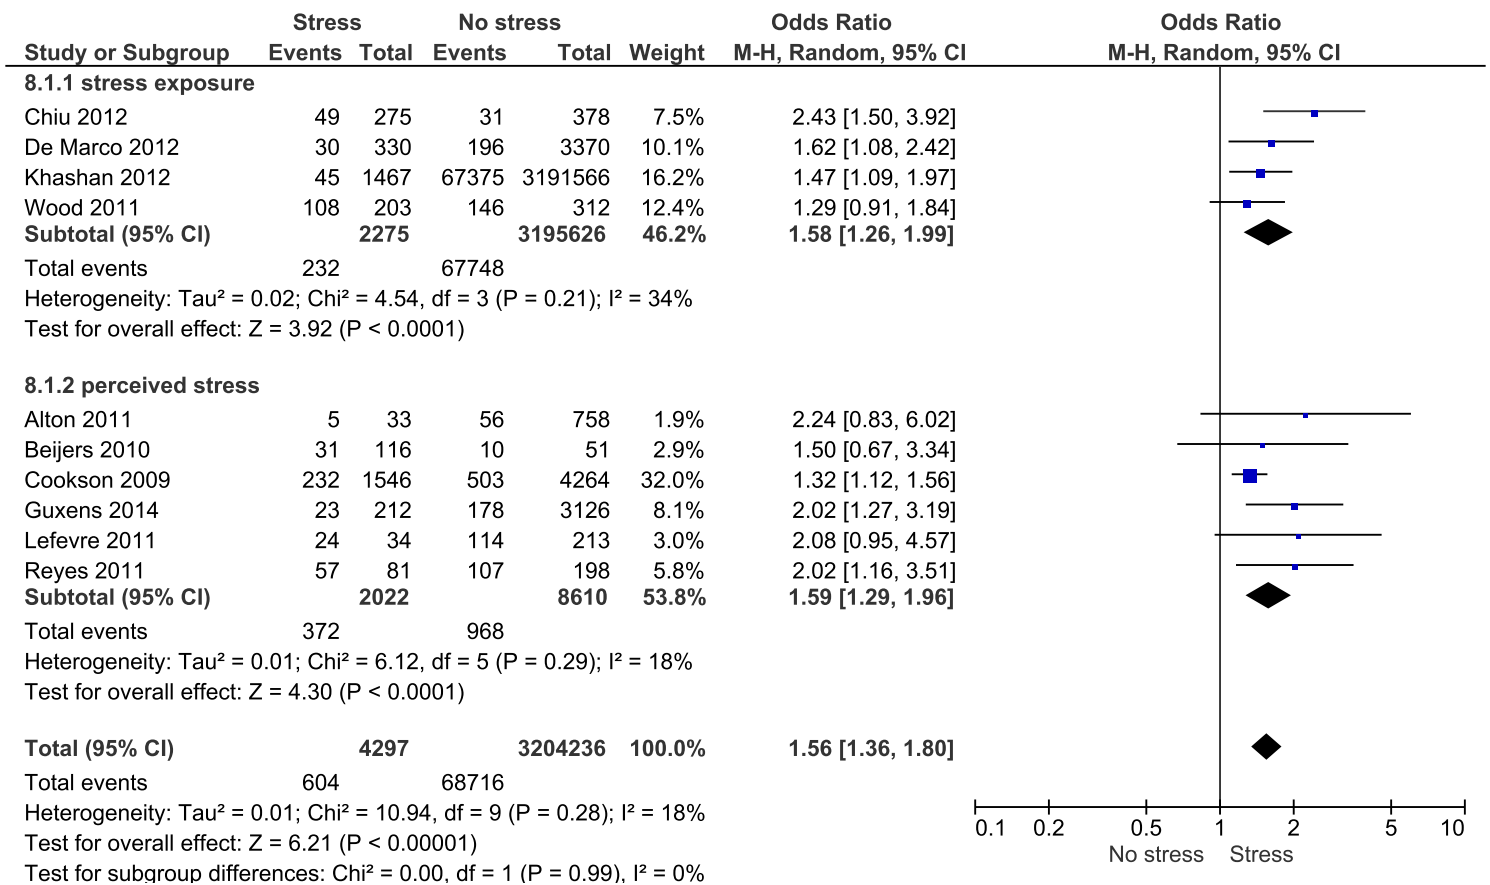 Stress No stress Odds Ratio Odds Ratio
Study or Subgroup Events Total Events Total Weight M-H, Random, 95% CI M-H, Random, 95% CI
8.1.1 stress exposure
Chiu 2012 49 275 31 378 7.5% 2.43 [1.50, 3.92]
De Marco 2012 30 330 196 3370 10.1% 1.62 [1.08, 2.42]
Khashan 2012 45 1467 67375 3191566 16.2% 1.47 [1.09, 1.97]
Wood 2011 108 203 146 312 12.4% 1.29 [0.91, 1.84]
Subtotal (95% CI) 2275 3195626 46.2% 1.58 [1.26, 1.99]
Total events 232 67748
Heterogeneity: Tau² = 0.02; Chi² = 4.54, df = 3 (P = 0.21); I² = 34%
Test for overall effect: Z = 3.92 (P < 0.0001)
8.1.2 perceived stress
Alton 2011 5 33 56 758 1.9% 2.24 [0.83, 6.02]
Beijers 2010 31 116 10 51 2.9% 1.50 [0.67, 3.34]
Cookson 2009 232 1546 503 4264 32.0% 1.32 [1.12, 1.56]
Guxens 2014 23 212 178 3126 8.1% 2.02 [1.27, 3.19]
Lefevre 2011 24 34 114 213 3.0% 2.08 [0.95, 4.57]
Reyes 2011 57 81 107 198 5.8% 2.02 [1.16, 3.51]
Subtotal (95% CI) 2022 8610 53.8% 1.59 [1.29, 1.96]
Total events 372 968
Heterogeneity: Tau² = 0.01; Chi² = 6.12, df = 5 (P = 0.29); I² = 18%
Test for overall effect: Z = 4.30 (P < 0.0001)
Total (95% CI) 4297 3204236 100.0% 1.56 [1.36, 1.80]
Total events 604 68716
Heterogeneity: Tau² = 0.01; Chi² = 10.94, df = 9 (P = 0.28); I² = 18%
Test for overall effect: Z = 6.21 (P < 0.00001)
Test for subgroup differences: Chi² = 0.00, df = 1 (P = 0.99), I² = 0%
0.1 0.2 0.5 1 2 5 10
No stress Stress